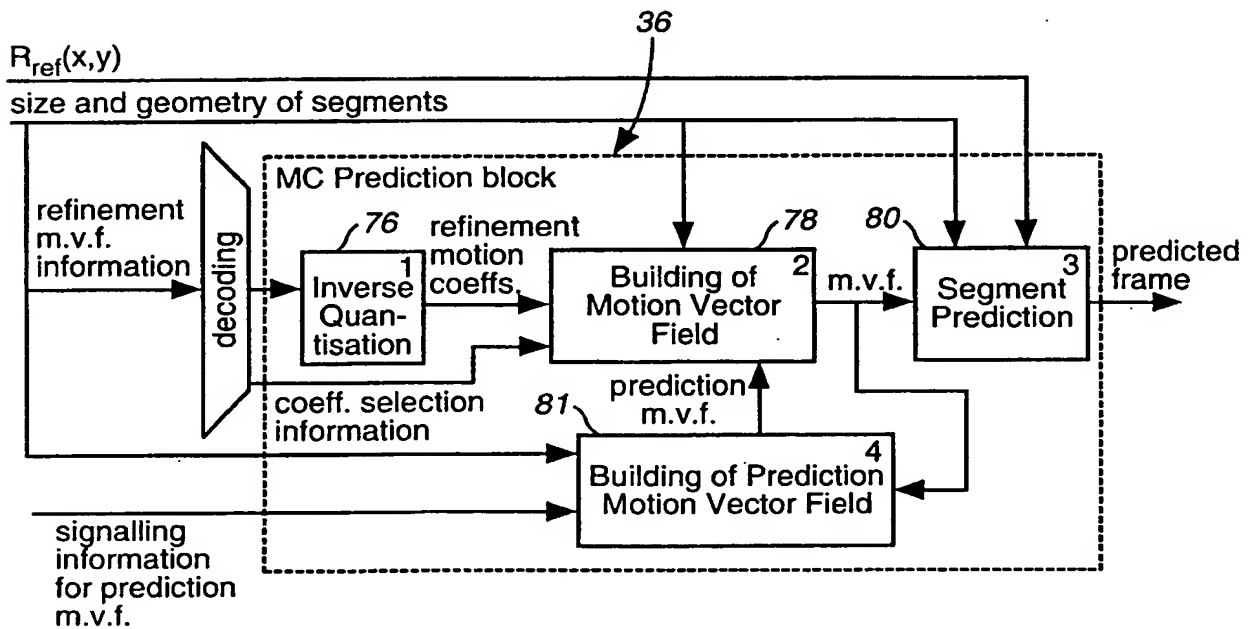 36
R_ref(x,y)
size and geometry of segments
MC Prediction block
refinement
m.v.f.
information
decoding
76
1
Inverse
Quan-
tisation
refinement
motion
coeffs.
78
2
Building of
Motion Vector
Field
m.v.f.
80
3
Segment
Prediction
predicted
frame
coeff. selection
information
prediction
m.v.f.
81
4
Building of Prediction
Motion Vector Field
signalling
information
for prediction
m.v.f.